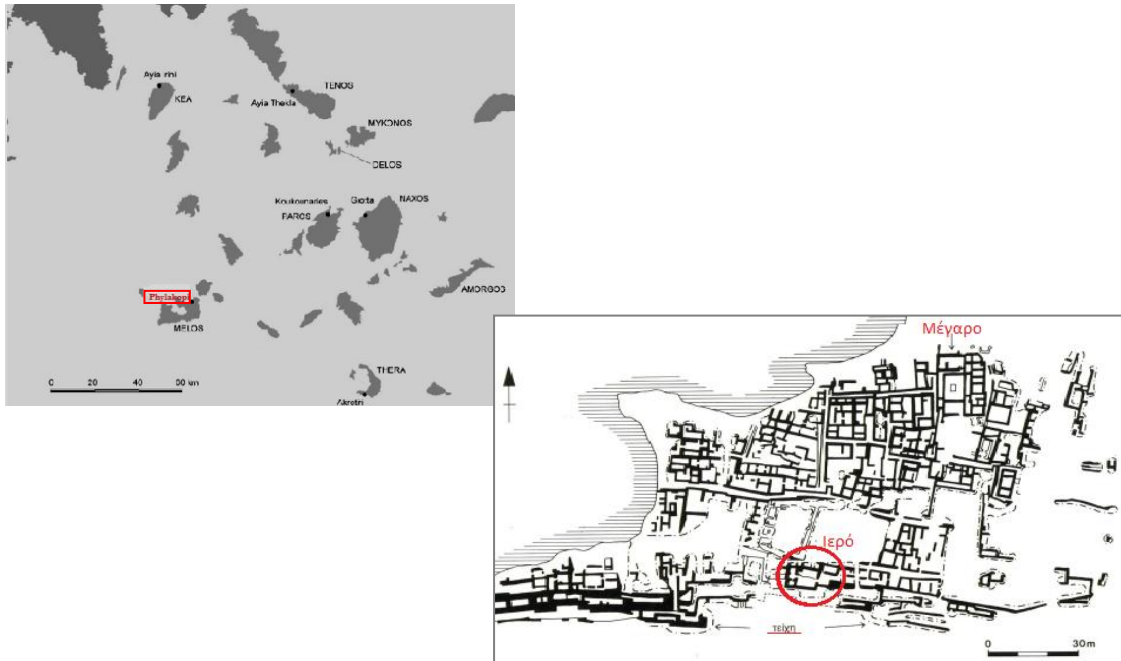 Ayia Irini
KEA
TENOS
Ayia Thekla
MYKONOS
DELOS
Koukounaries
Grotta
NAXOS
PAROS
AMORGOS
Phylakopi
MELOS
THERA
Akrotiri
0 20 40 60 km
Μέγαρο
Ιερό
τείχη
0 30m